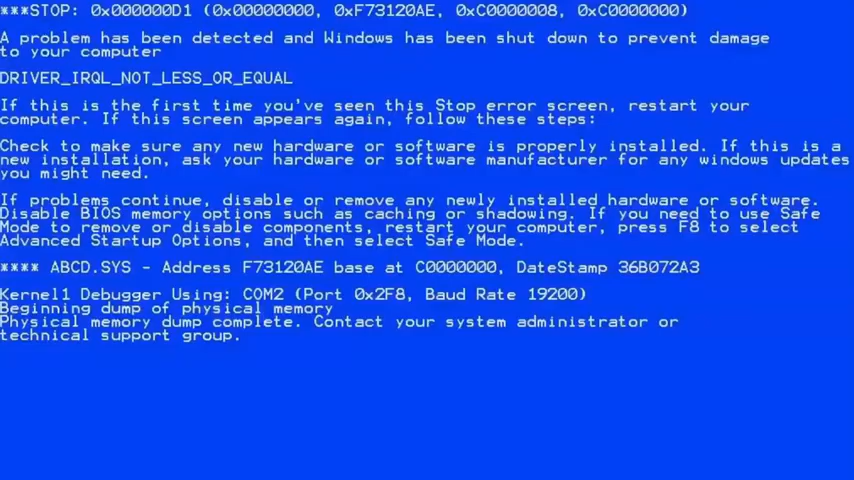 ***STOP: 0x000000D1 (0x00000000, 0xF73120AE, 0xC0000008, 0xC0000000)
A problem has been detected and Windows has been shut down to prevent damage
to your computer
DRIVER_IRQL_NOT_LESS_OR_EQUAL
If this is the first time you've seen this Stop error screen, restart your
computer. If this screen appears again, follow these steps:
Check to make sure any new hardware or software is properly installed. If this is a
new installation, ask your hardware or software manufacturer for any windows updates
you might need.
If problems continue, disable or remove any newly installed hardware or software.
Disable BIOS memory options such as caching or shadowing. If you need to use Safe
Mode to remove or disable components, restart your computer, press F8 to select
Advanced Startup Options, and then select Safe Mode.
**** ABCD.SYS - Address F73120AE base at C0000000, DateStamp 36B072A3
Kernel1 Debugger Using: COM2 (Port 0x2F8, Baud Rate 19200)
Beginning dump of physical memory
Physical memory dump complete. Contact your system administrator or
technical support group.